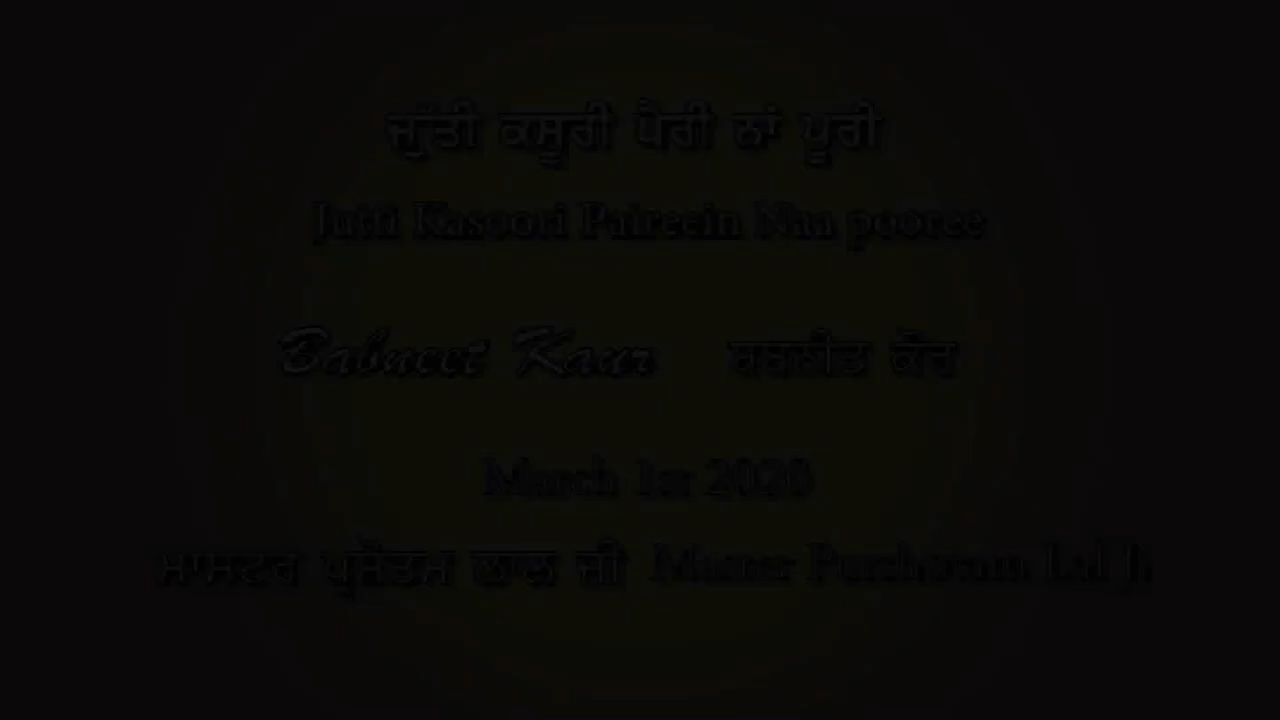 ਜੁੱਤੀ ਕਸੂਰੀ ਪੈਰੀ ਨਾਂ ਪੂਰੀ
Jutti Kasoori Paireein Naa pooree
Babneet Kaur ਬਬਨੀਤ ਕੌਰ
March 1st 2020
ਮਾਸਟਰ ਪ੍ਰਸ਼ੋਤਮ ਲਾਲ ਜੀ Master Purshotam Lal Ji